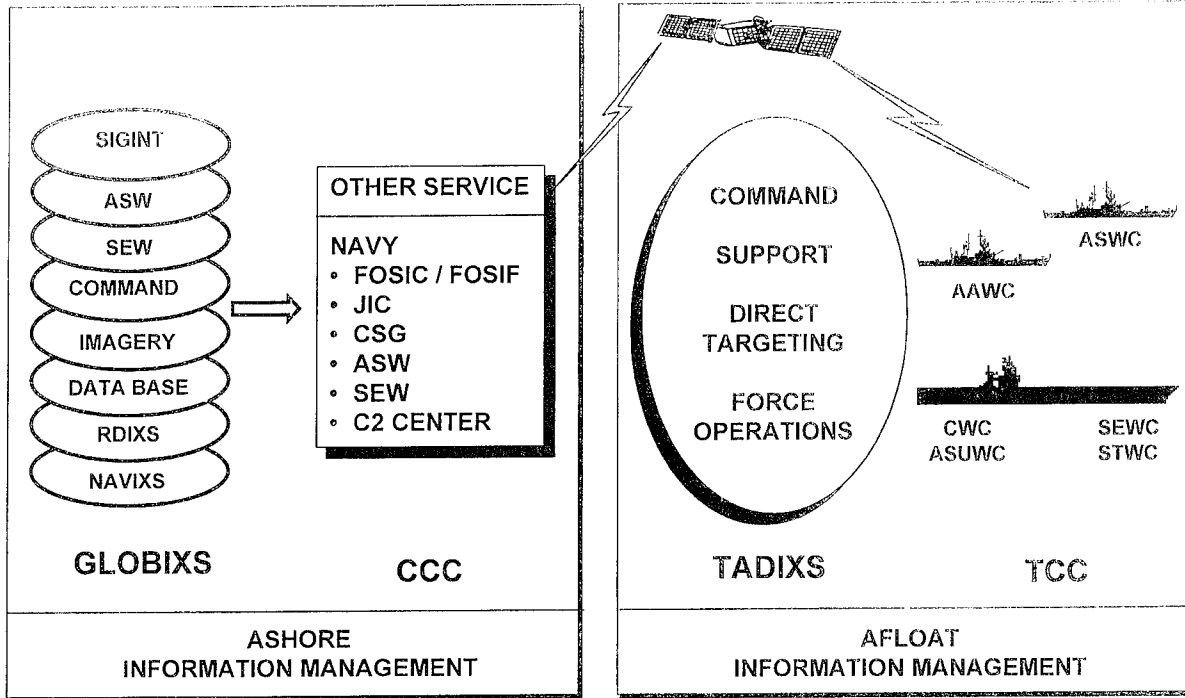 SIGINT
ASW
SEW
COMMAND
IMAGERY
DATA BASE
RDIXS
NAVIXS
GLOBIXS
OTHER SERVICE
NAVY
• FOSIC / FOSIF
• JIC
• CSG
• ASW
• SEW
• C2 CENTER
CCC
ASHORE
INFORMATION MANAGEMENT
COMMAND
SUPPORT
DIRECT
TARGETING
FORCE
OPERATIONS
TADIXS
ASWC
AAWC
CWC SEWC
ASUWC STWC
TCC
AFLOAT
INFORMATION MANAGEMENT